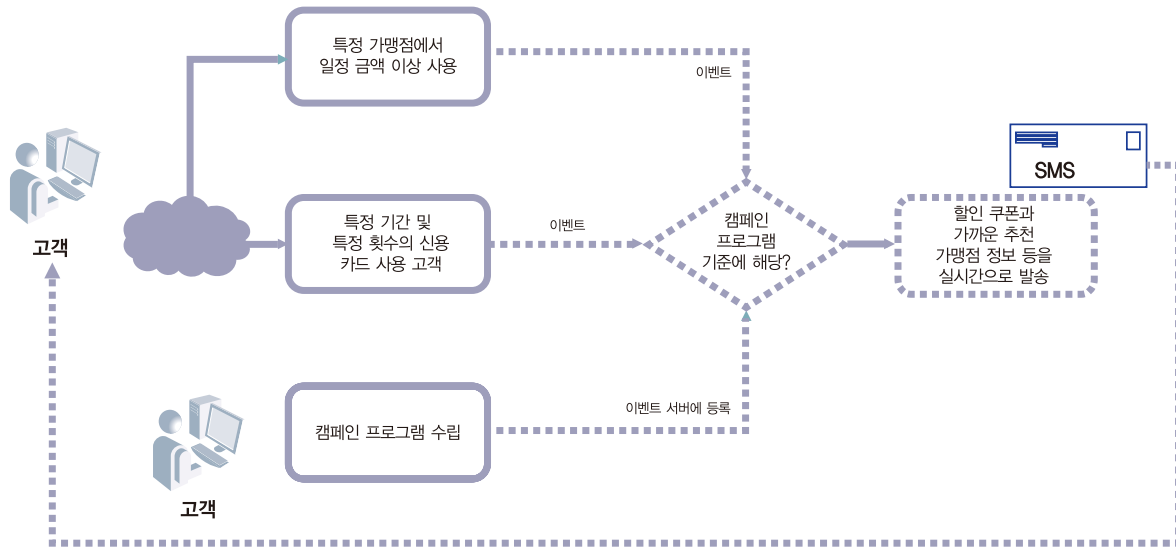 특정 가맹점에서
일정 금액 이상 사용
이벤트
SMS
고객
특정 기간 및
특정 횟수의 신용
카드 사용 고객
이벤트
캠페인
프로그램
기준에 해당?
할인 쿠폰과
가까운 추천
가맹점 정보 등을
실시간으로 발송
캠페인 프로그램 수립
이벤트 서버에 등록
고객